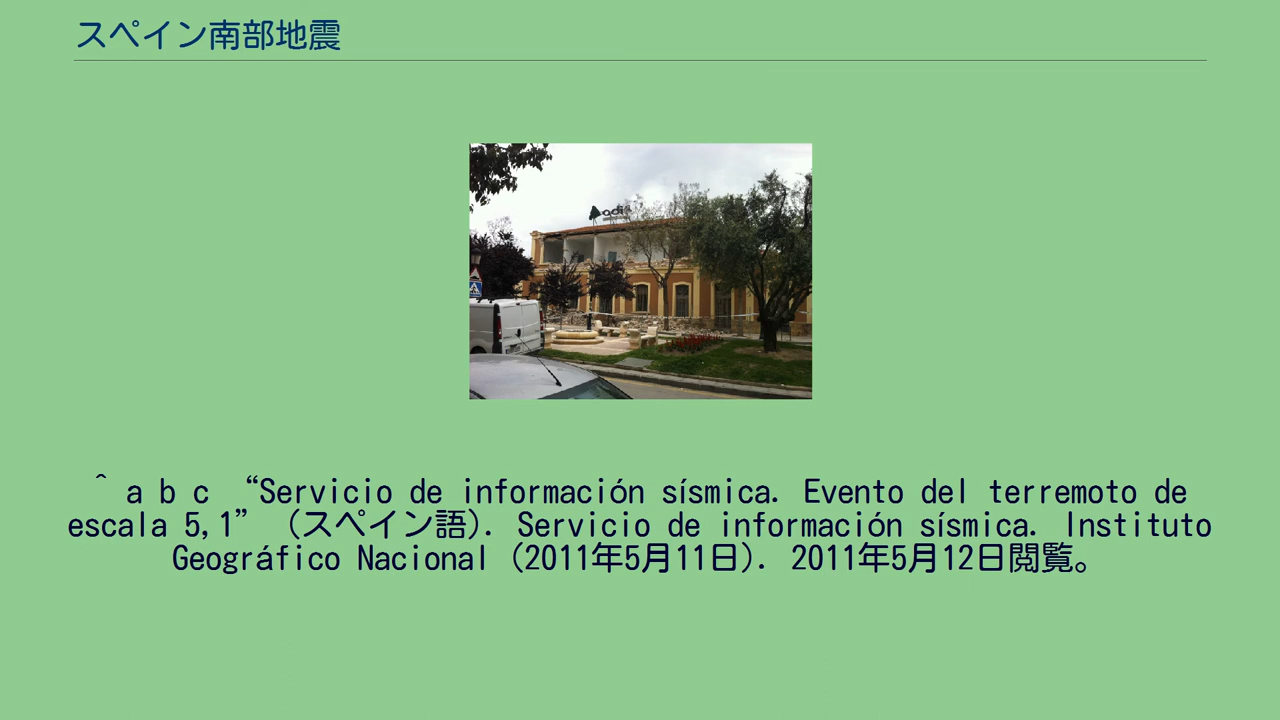 スペイン南部地震
adif
^ a b c “Servicio de información sísmica. Evento del terremoto de
escala 5,1” (スペイン語). Servicio de información sísmica. Instituto
Geográfico Nacional (2011年5月11日). 2011年5月12日閲覧。